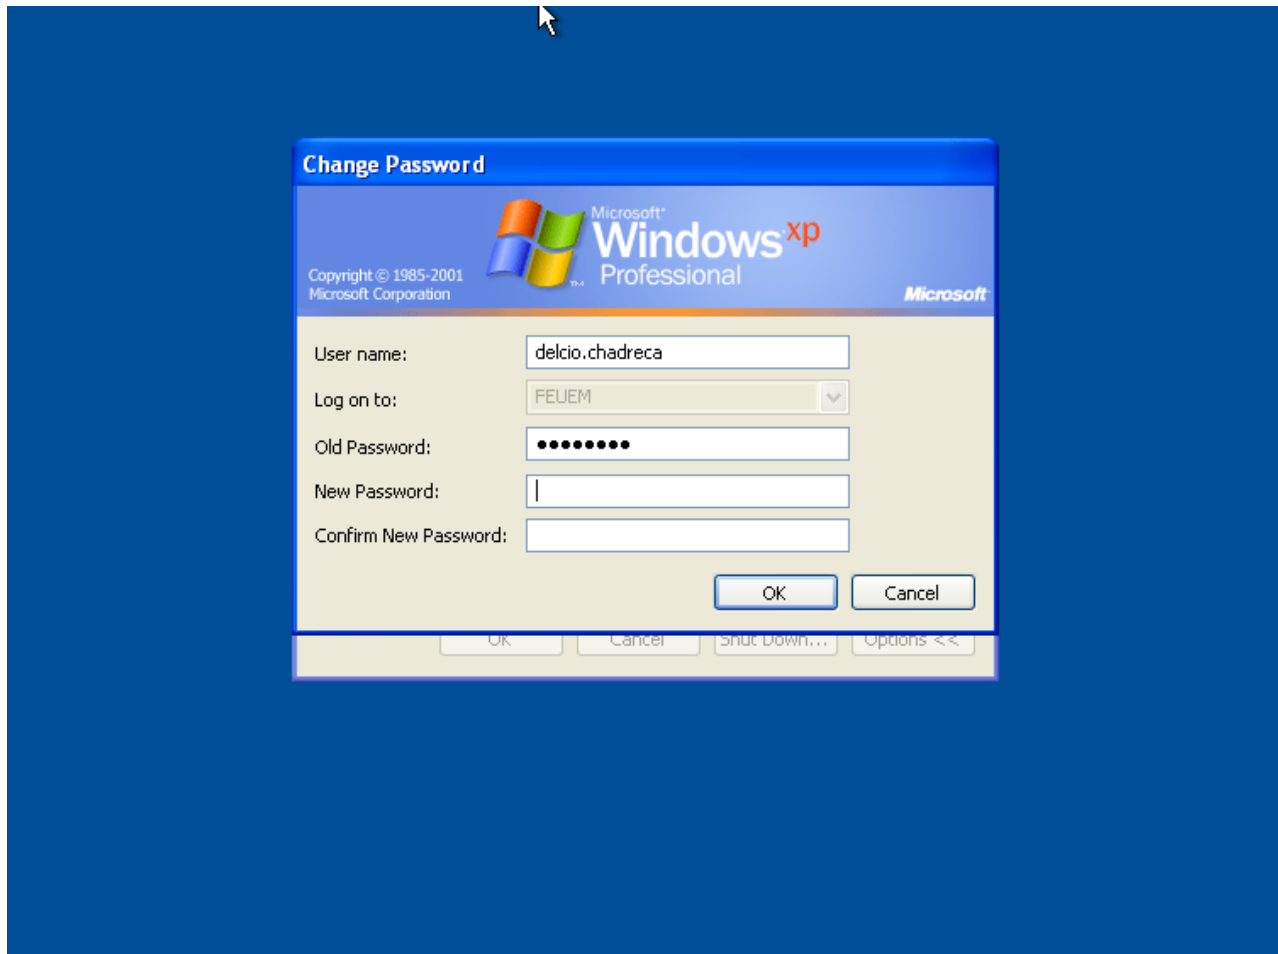 Change Password
Microsoft
Windows xp
Professional
TM
Copyright © 1985-2001
Microsoft Corporation
Microsoft
User name: delcio.chadreca
Log on to: FEUEM
Old Password: ●●●●●●●●
New Password:
Confirm New Password:
OK Cancel
OK Cancel Shut Down... Options <<